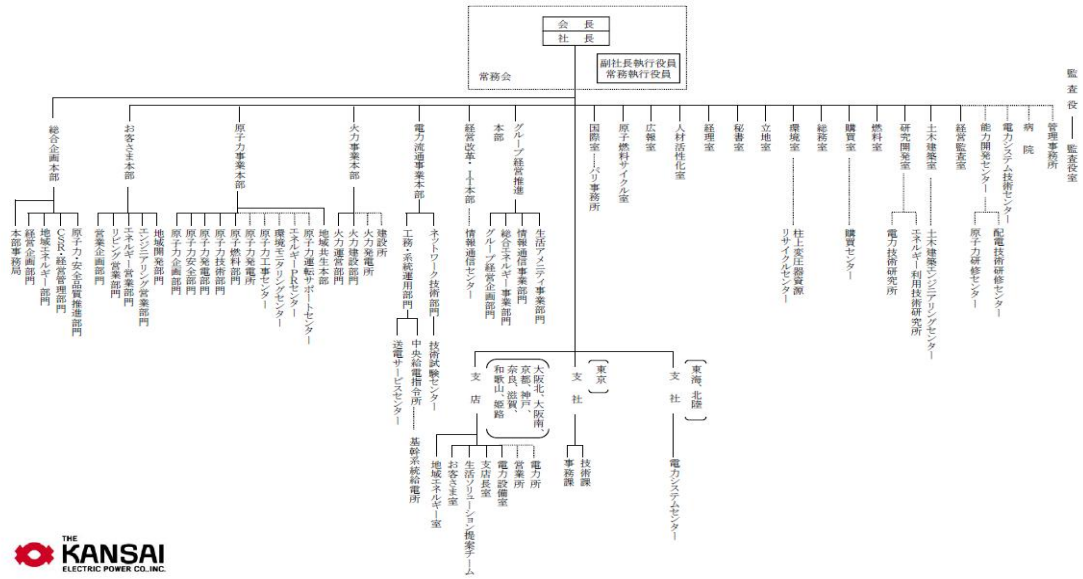 会　長
社　長
副社長執行役員
常務執行役員
常務会
監査役
監査役室
総合企画本部
お客さま本部
原子力事業本部
火力事業本部
電力流通事業本部
経営改革・IT本部
グループ経営推進
本部
国際室
パリ事務所
原子燃料サイクル室
広報室
人材活性化室
経理室
秘書室
立地室
環境室
総務室
購買室
燃料室
研究開発室
土木建築室
経営監査室
能力開発センター
電力システム技術センター
病　院
管理事務所
本部事務局
経営企画部門
地域エネルギー部門
CSR・経営管理部門
原子力・安全品質推進部門
営業企画部門
リビング営業部門
エネルギー営業部門
エンジニアリング営業部門
地域開発部門
原子力企画部門
原子力安全部門
原子力発電部門
原子力技術部門
原子燃料部門
原子力発電所
原子力工事センター
環境モニタリングセンター
エネルギーPRセンター
原子力運転サポートセンター
地域共生本部
火力運営部門
火力建設部門
火力発電所
建設所
工務・系統運用部門
ネットワーク技術部門
送電サービスセンター
中央給電指令所
基幹系統給電所
技術試験センター
情報通信センター
グループ経営企画部門
総合エネルギー事業部門
情報通信事業部門
生活アメニティ事業部門
柱上変圧器資源
リサイクルセンター
購買センター
電力技術研究所
エネルギー利用技術研究所
土木建築エンジニアリングセンター
原子力研修センター
配電技術研修センター
支　店
大阪北、大阪南、
京都、神戸、
奈良、滋賀、
和歌山、姫路
支　社
東京
支　社
東海、北陸
地域エネルギー室
お客さま室
生活ソリューション提案チーム
支店長室
電力設備室
営業所
電力所
事務課
技術課
電力システムセンター
THE
KANSAI
ELECTRIC POWER CO.,INC.